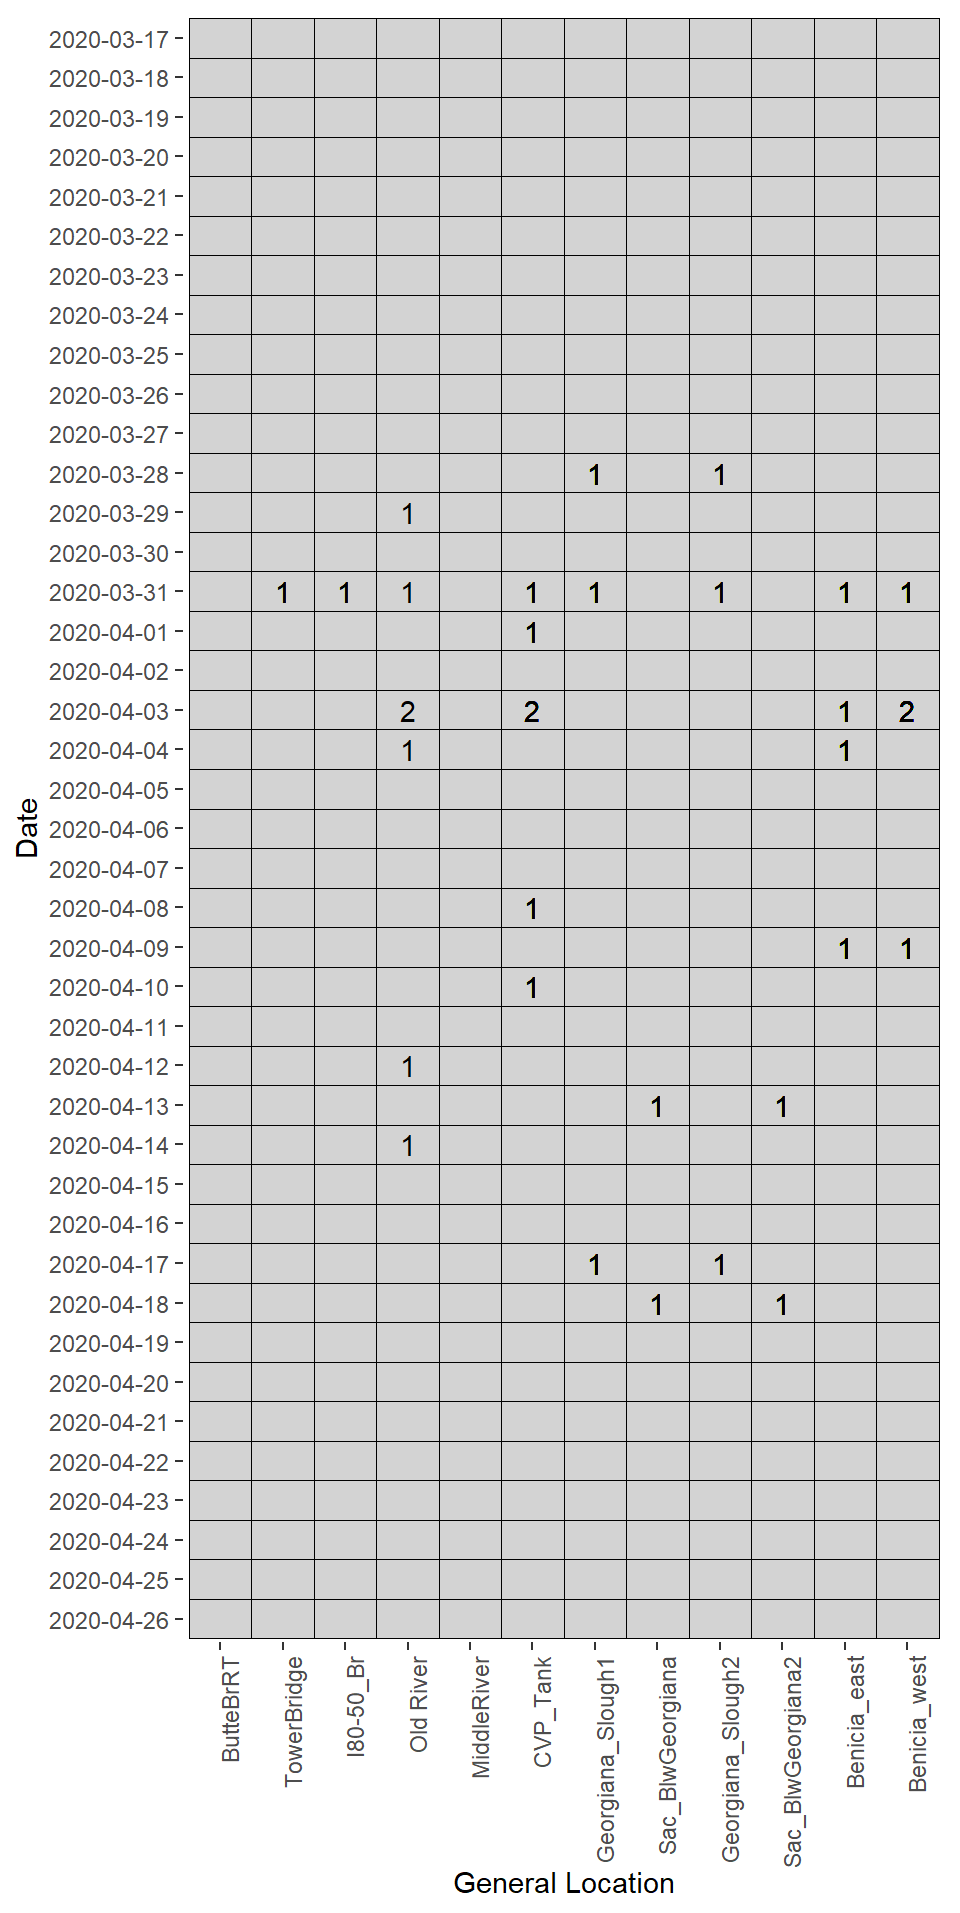 2020-03-17
2020-03-18
2020-03-19
2020-03-20
2020-03-21
2020-03-22
2020-03-23
2020-03-24
2020-03-25
2020-03-26
2020-03-27
2020-03-28 1 1
2020-03-29 1
2020-03-30
2020-03-31 1 1 1 1 1 1 1 1
2020-04-01 1
2020-04-02
2020-04-03 2 2 1 2
2020-04-04 1 1
2020-04-05
2020-04-06
2020-04-07
2020-04-08 1
2020-04-09 1 1
2020-04-10 1
2020-04-11
2020-04-12 1
2020-04-13 1 1
2020-04-14 1
2020-04-15
2020-04-16
2020-04-17 1 1
2020-04-18 1 1
2020-04-19
2020-04-20
2020-04-21
2020-04-22
2020-04-23
2020-04-24
2020-04-25
2020-04-26
Date
ButteBrRT
TowerBridge
I80-50_Br
Old River
MiddleRiver
CVP_Tank
Georgiana_Slough1
Sac_BlwGeorgiana
Georgiana_Slough2
Sac_BlwGeorgiana2
Benicia_east
Benicia_west
General Location